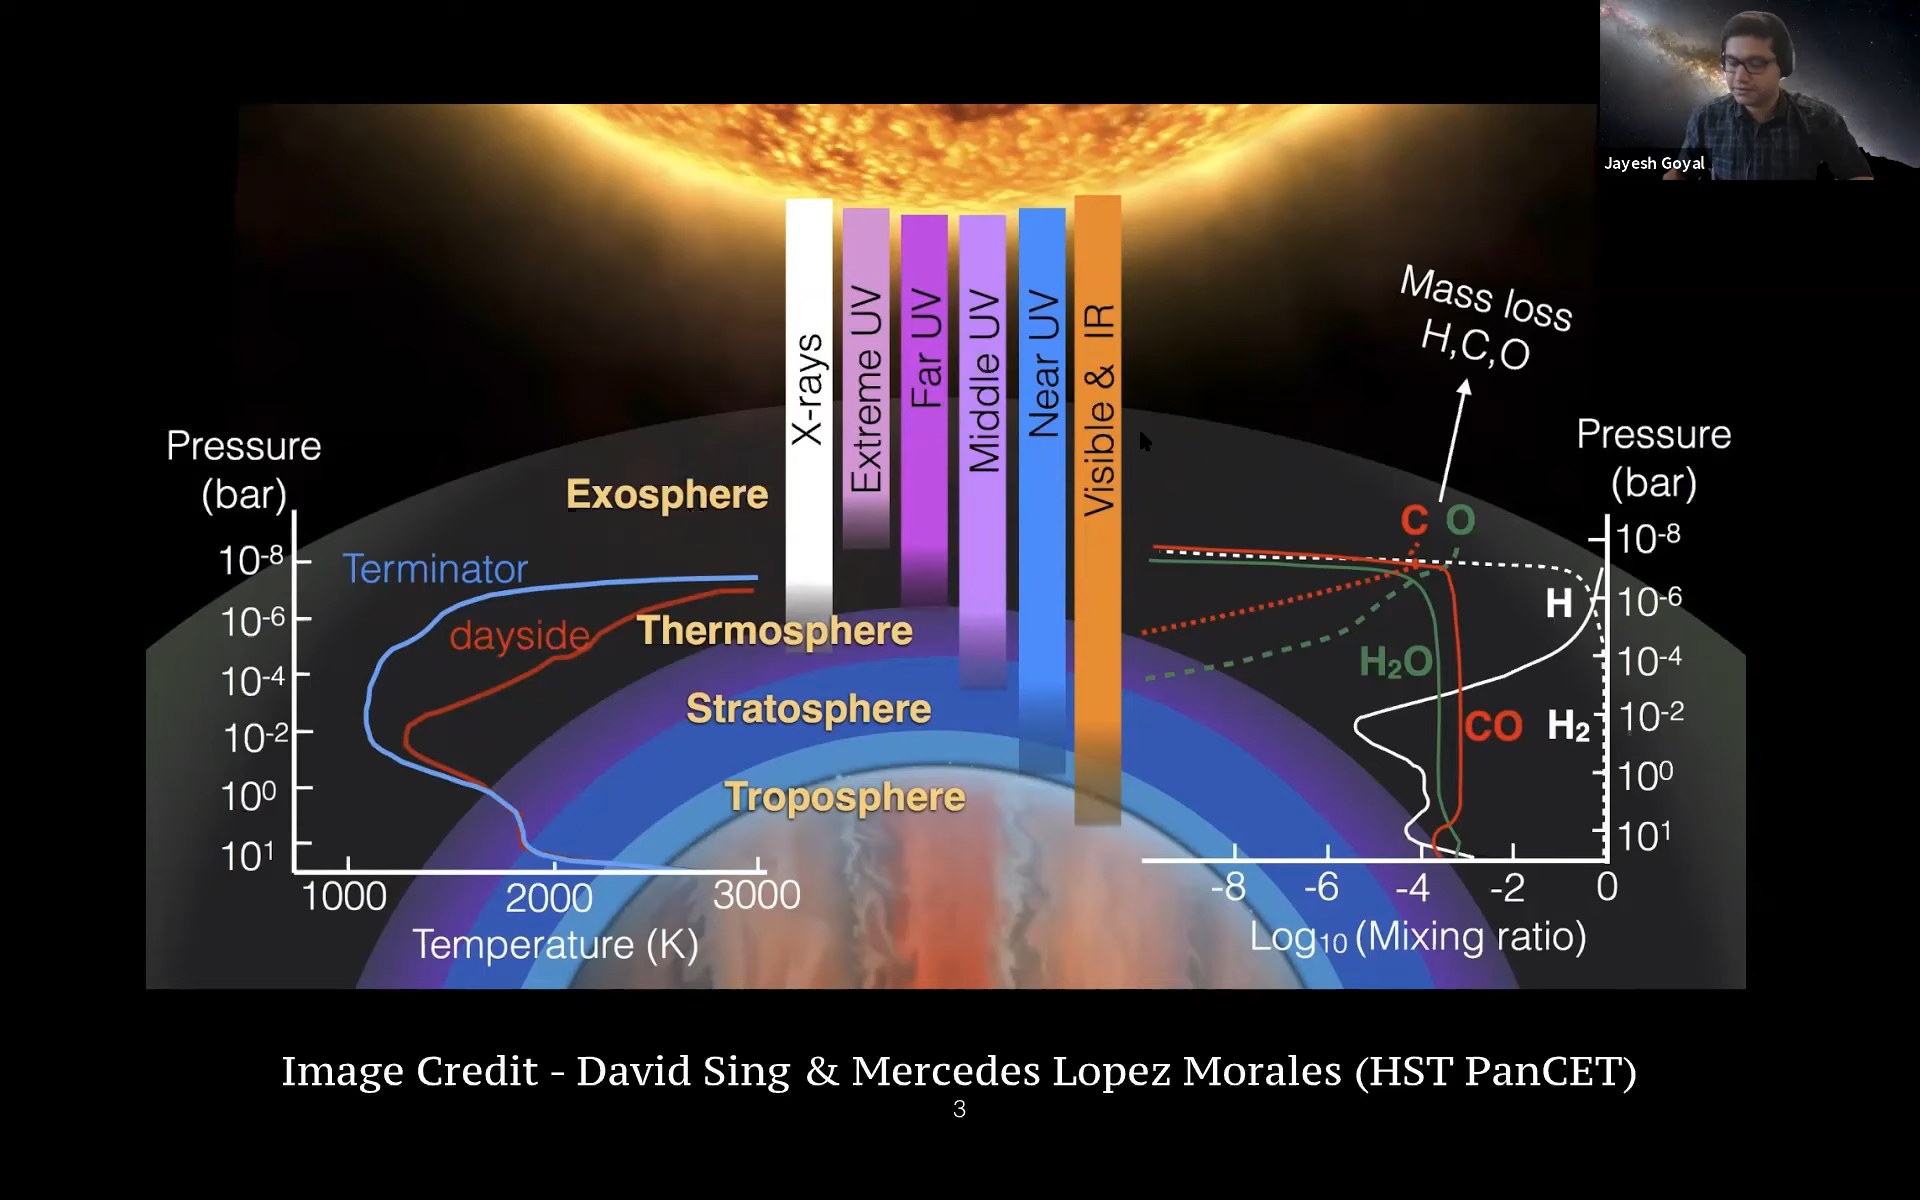 Jayesh Goyal
X-rays
Extreme UV
Far UV
Middle UV
Near UV
Visible & IR
Mass loss
H,C,O
Pressure
(bar)
10-8
10-6
10-4
10-2
10⁰
10¹
Terminator
dayside
1000
2000
3000
Temperature (K)
Exosphere
Thermosphere
Stratosphere
Troposphere
Pressure
(bar)
10-8
10-6
10-4
10-2
10⁰
10¹
C
O
H
H₂O
CO
H₂
-8
-6
-4
-2
0
Log₁₀ (Mixing ratio)
Image Credit - David Sing & Mercedes Lopez Morales (HST PanCET)
3